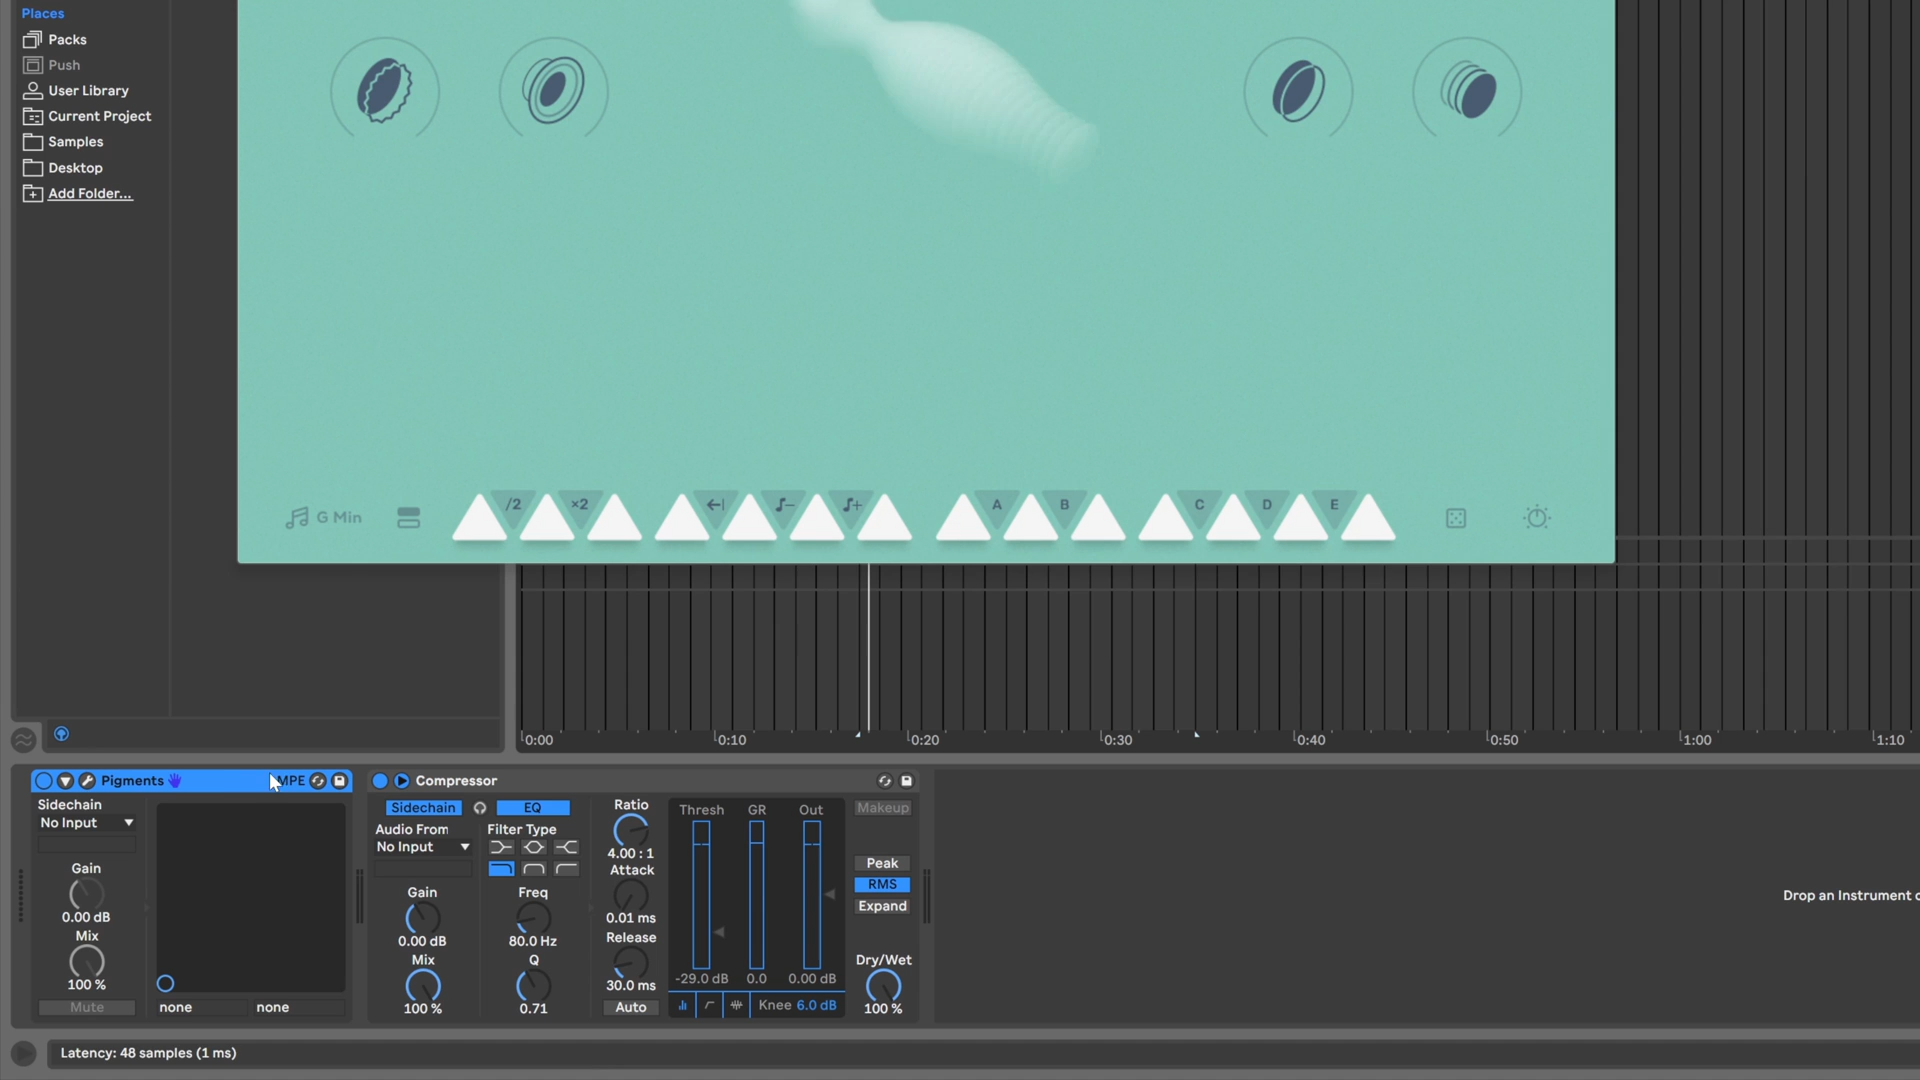 Places
Packs
Push
User Library
Current Project
Samples
Desktop
Add Folder...
G Min
/2 ×2 A B C D E
0:00 0:10 0:20 0:30 0:40 0:50 1:00 1:10
Pigments MPE
Sidechain
No Input
Gain
0.00 dB
Mix
100 %
Mute
none none
Compressor
Sidechain EQ
Audio From Filter Type
No Input
Gain Freq
0.00 dB 80.0 Hz
Mix Q
100 % 0.71
Ratio
4.00 : 1
Attack
0.01 ms
Release
30.0 ms
Auto
Thresh GR Out
-29.0 dB 0.0 0.00 dB
Knee 6.0 dB
Makeup
Peak
RMS
Expand
Dry/Wet
100 %
Drop an Instrument
Latency: 48 samples (1 ms)